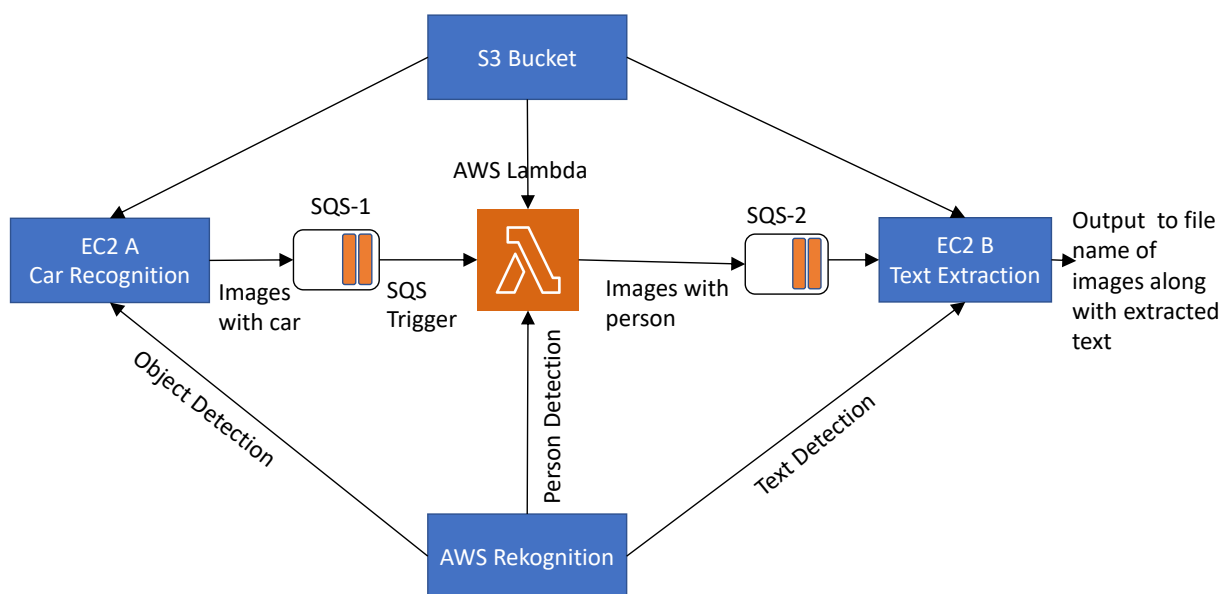 S3 Bucket
AWS Lambda
SQS-1
SQS-2
EC2 A
Car Recognition
EC2 B
Text Extraction
Output to file
name of
images along
with extracted
text
Images
with car
SQS
Trigger
Images with
person
Object Detection
Person Detection
Text Detection
AWS Rekognition